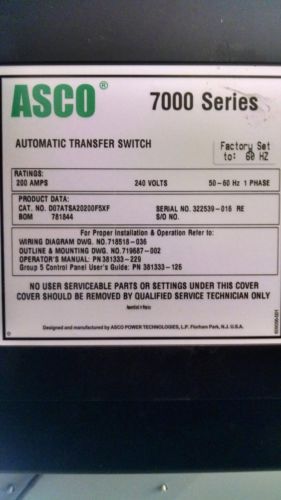 ASCO® 7000 Series
AUTOMATIC TRANSFER SWITCH
Factory Set
to: 60 HZ
RATINGS:
200 AMPS 240 VOLTS 50-60 Hz 1 PHASE
PRODUCT DATA:
CAT. NO. D07ATSA20200F5XF SERIAL NO. 322539-016 RE
BOM 781844 S/O NO.
For Proper Installation & Operation Refer to:
WIRING DIAGRAM DWG. NO. 718518-036
OUTLINE & MOUNTING DWG. NO. 719687-002
OPERATOR'S MANUAL: PN 381333-229
Group 5 Control Panel User's Guide: PN 381333-126
NO USER SERVICEABLE PARTS OR SETTINGS UNDER THIS COVER
COVER SHOULD BE REMOVED BY QUALIFIED SERVICE TECHNICIAN ONLY
Designed and manufactured by ASCO POWER TECHNOLOGIES, L.P. Florham Park, N.J. U.S.A.